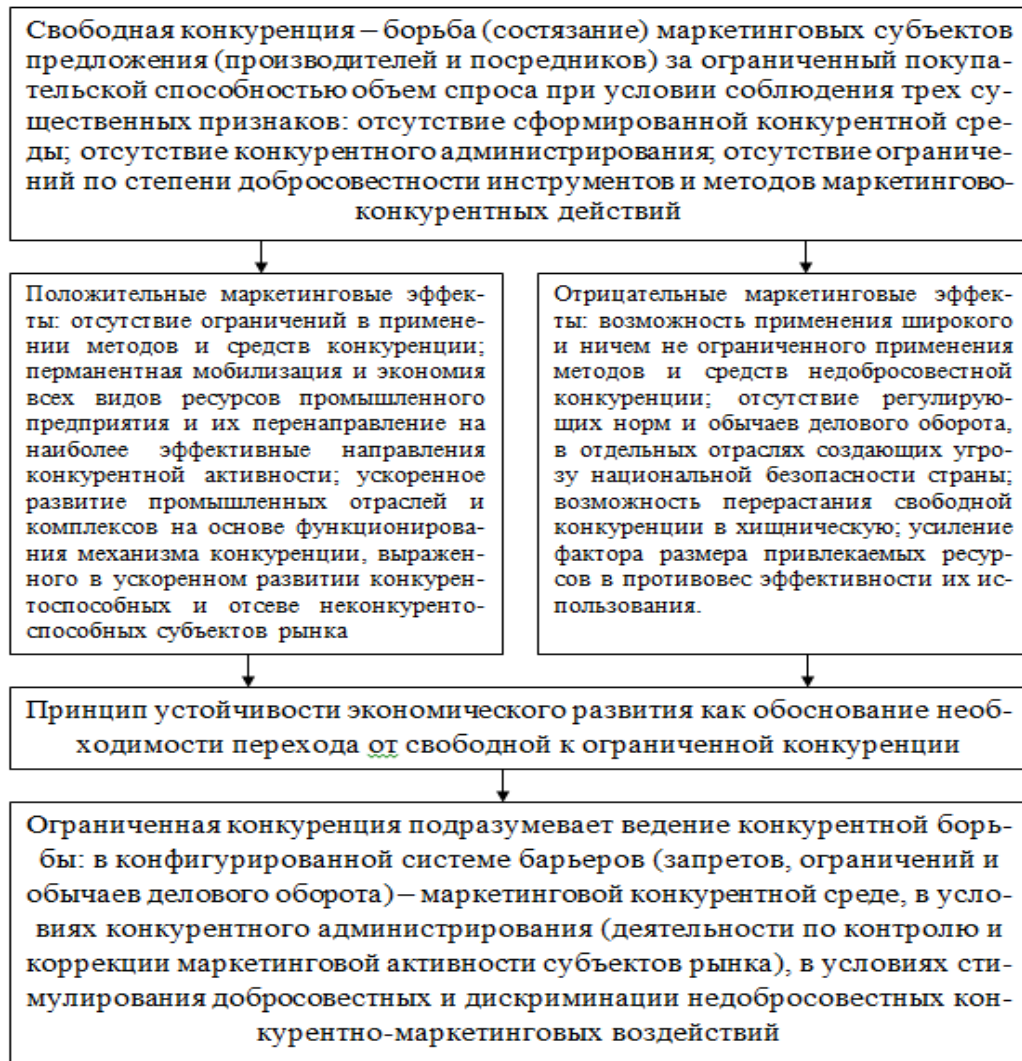 Свободная конкуренция – борьба (состязание) маркетинговых субъектов
предложения (производителей и посредников) за ограниченный покупа-
тельской способностью объем спроса при условии соблюдения трех су-
щественных признаков: отсутствие сформированной конкурентной сре-
ды; отсутствие конкурентного администрирования; отсутствие ограниче-
ний по степени добросовестности инструментов и методов маркетингово-
конкурентных действий
Положительные маркетинговые эффек-
ты: отсутствие ограничений в примене-
нии методов и средств конкуренции;
перманентная мобилизация и экономия
всех видов ресурсов промышленного
предприятия и их перенаправление на
наиболее эффективные направления
конкурентной активности; ускоренное
развитие промышленных отраслей и
комплексов на основе функционирова-
ния механизма конкуренции, выражен-
ного в ускоренном развитии конкурен-
тоспособных и отсеве неконкуренто-
способных субъектов рынка
Отрицательные маркетинговые эффек-
ты: возможность применения широкого
и ничем не ограниченного применения
методов и средств недобросовестной
конкуренции; отсутствие регулирую-
щих норм и обычаев делового оборота,
в отдельных отраслях создающих угро-
зу национальной безопасности страны;
возможность перерастания свободной
конкуренции в хищническую; усиление
фактора размера привлекаемых ресур-
сов в противовес эффективности их ис-
пользования.
Принцип устойчивости экономического развития как обоснование необ-
ходимости перехода от свободной к ограниченной конкуренции
Ограниченная конкуренция подразумевает ведение конкурентной борь-
бы: в конфигурированной системе барьеров (запретов, ограничений и
обычаев делового оборота) – маркетинговой конкурентной среде, в усло-
виях конкурентного администрирования (деятельности по контролю и
коррекции маркетинговой активности субъектов рынка), в условиях сти-
мулирования добросовестных и дискриминации недобросовестных кон-
курентно-маркетинговых воздействий